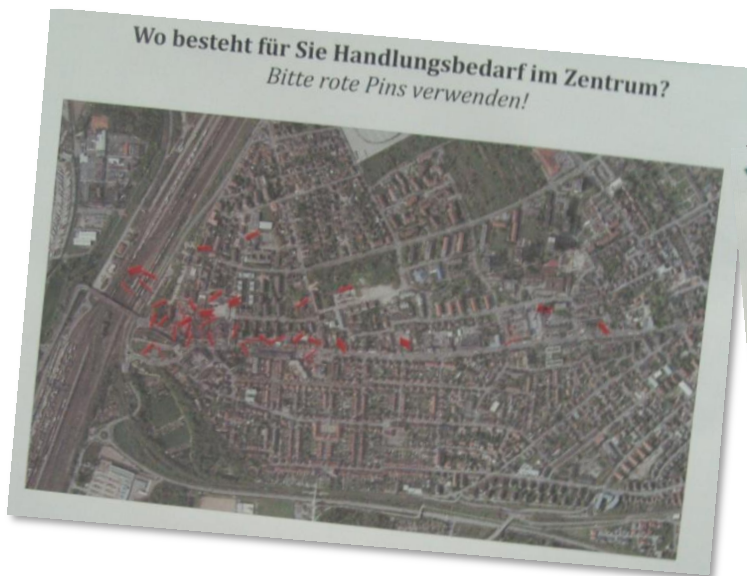 Wo besteht für Sie Handlungsbedarf im Zentrum?
Bitte rote Pins verwenden!